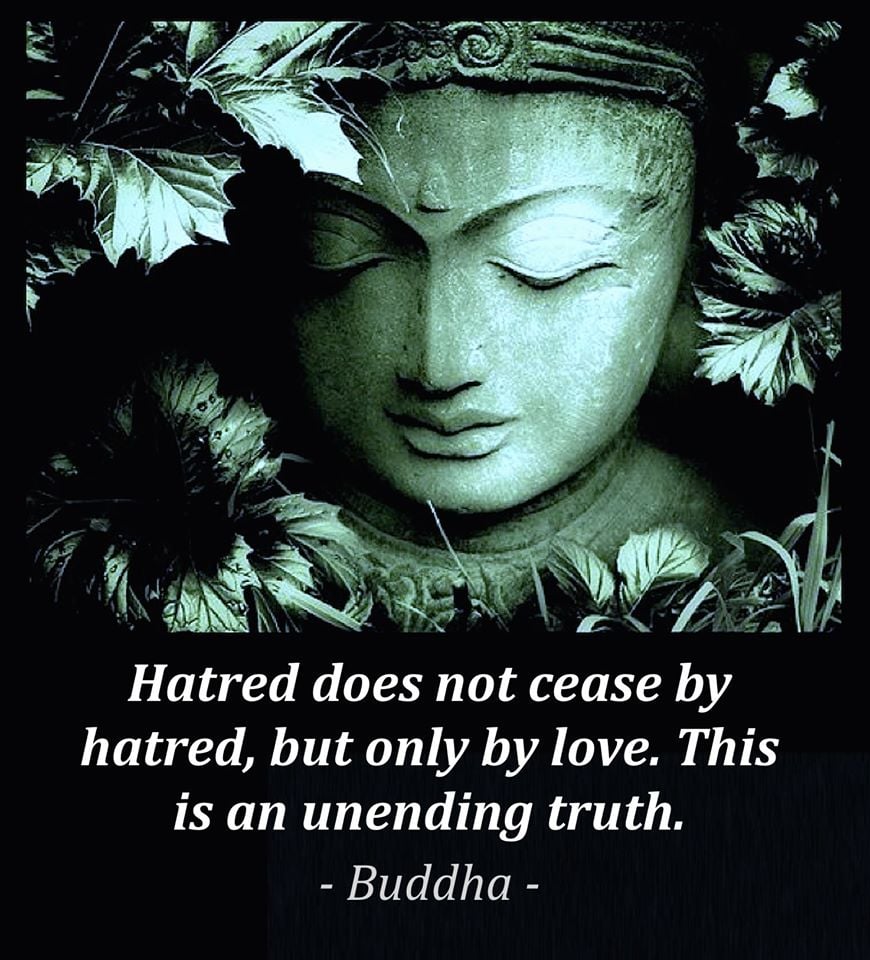 Hatred does not cease by
hatred, but only by love. This
is an unending truth.
- Buddha -